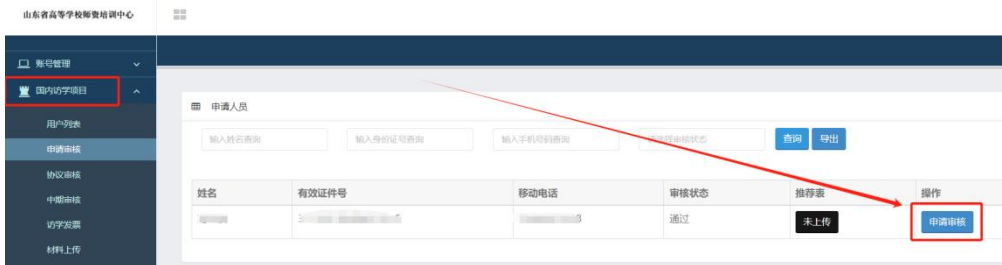 山东省高等学校师资培训中心
账号管理
国内访学项目
用户列表
申请审核
协议审核
中期审核
访学发票
材料上传
申请人员
输入姓名查询 输入身份证号查询 输入手机号码查询 查询 导出
姓名 有效证件号 移动电话 审核状态 推荐表 操作
通过 未上传 申请审核